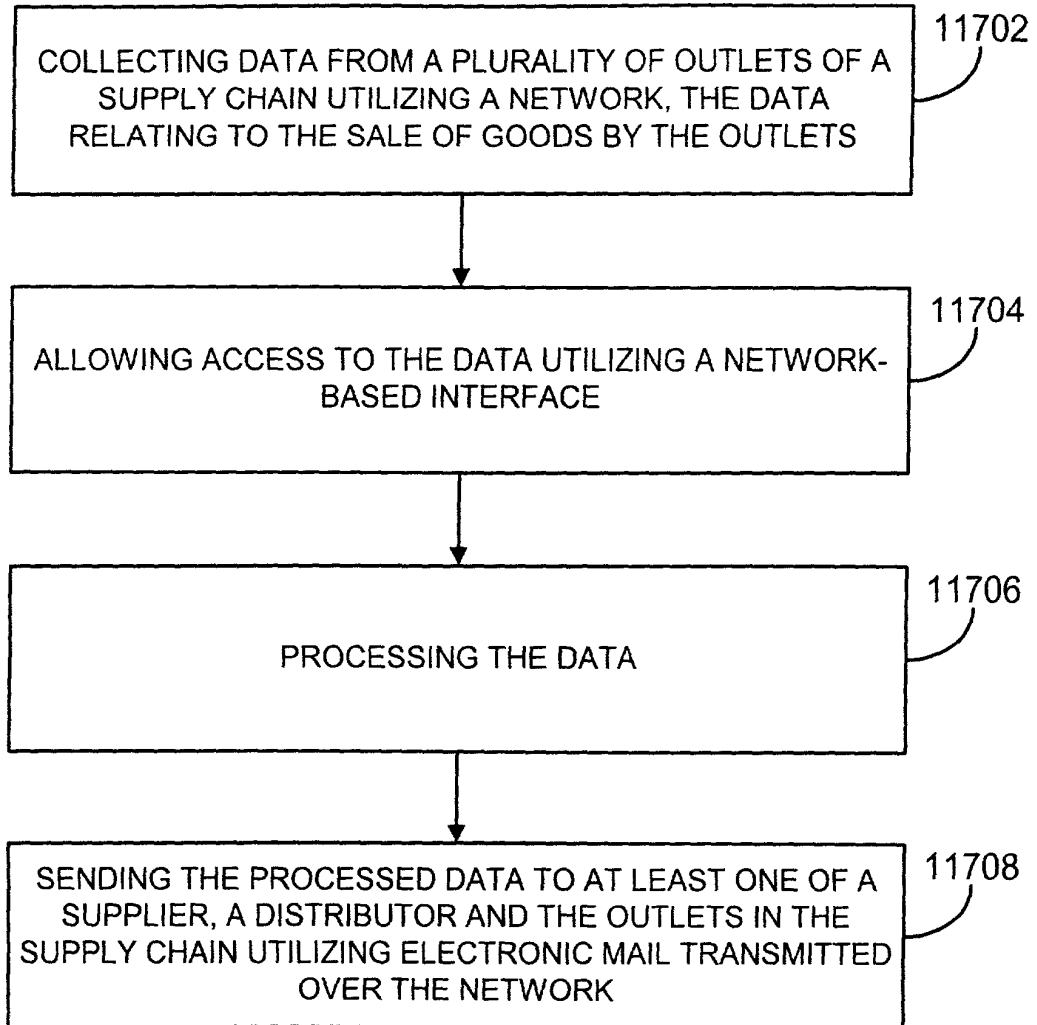 11702
COLLECTING DATA FROM A PLURALITY OF OUTLETS OF A
SUPPLY CHAIN UTILIZING A NETWORK, THE DATA
RELATING TO THE SALE OF GOODS BY THE OUTLETS
11704
ALLOWING ACCESS TO THE DATA UTILIZING A NETWORK-
BASED INTERFACE
11706
PROCESSING THE DATA
11708
SENDING THE PROCESSED DATA TO AT LEAST ONE OF A
SUPPLIER, A DISTRIBUTOR AND THE OUTLETS IN THE
SUPPLY CHAIN UTILIZING ELECTRONIC MAIL TRANSMITTED
OVER THE NETWORK